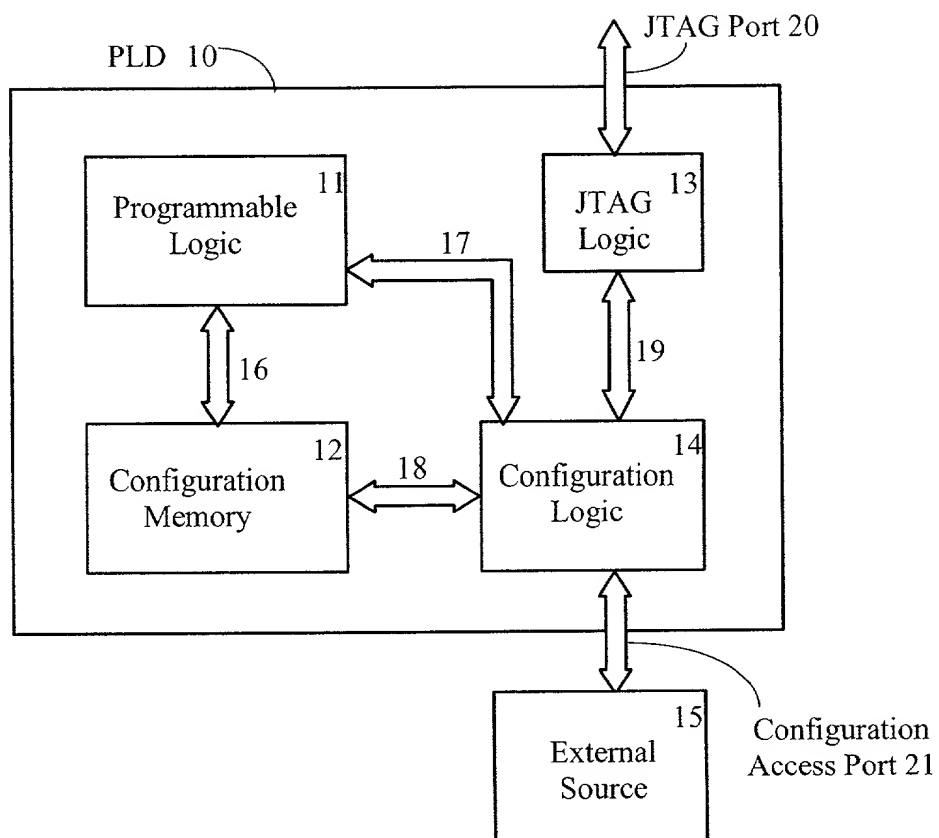 JTAG Port 20
PLD 10
11
Programmable
Logic
13
JTAG
Logic
17
16
19
12
Configuration
Memory
18
14
Configuration
Logic
15
External
Source
Configuration
Access Port 21